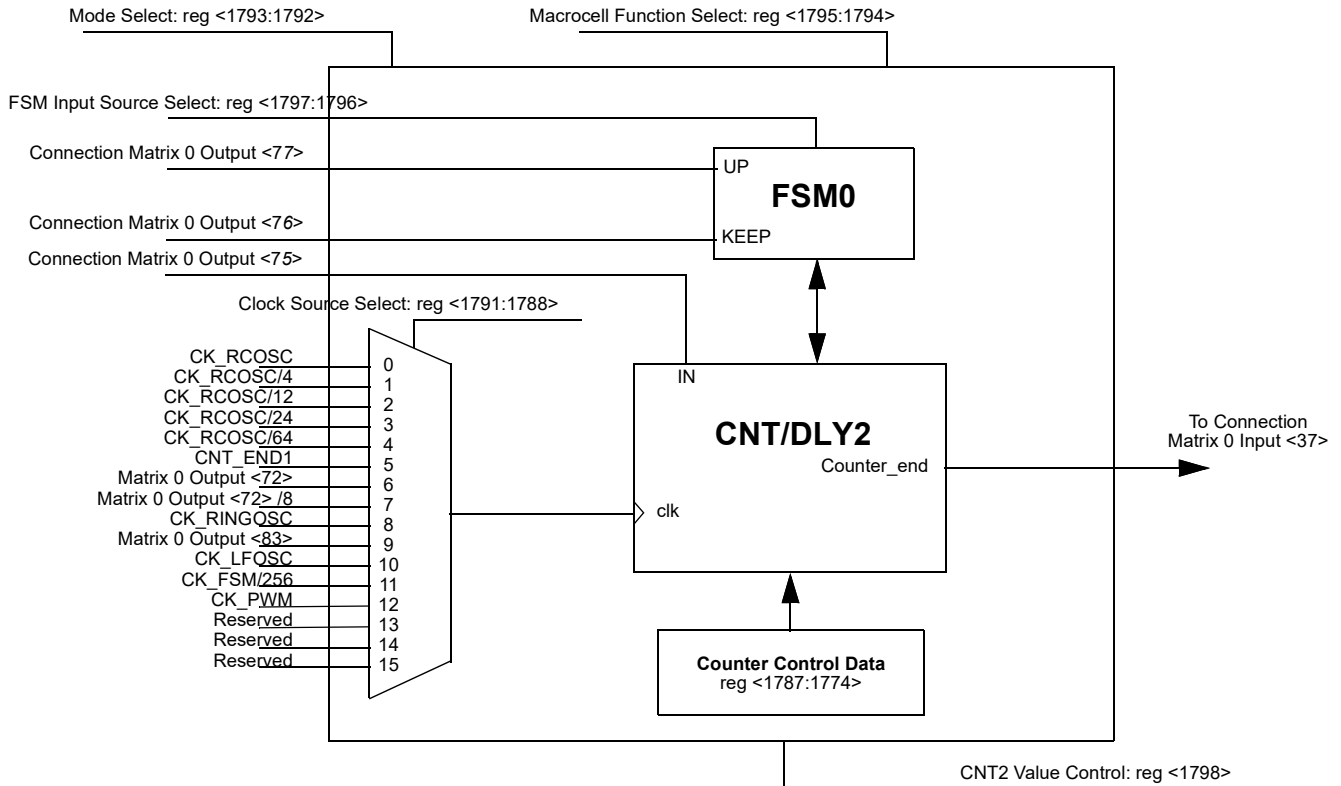 Mode Select: reg <1793:1792>
Macrocell Function Select: reg <1795:1794>
FSM Input Source Select: reg <1797:1796>
Connection Matrix 0 Output <77>
UP
FSM0
Connection Matrix 0 Output <76>
KEEP
Connection Matrix 0 Output <75>
Clock Source Select: reg <1791:1788>
CK_RCOSC
0
CK_RCOSC/4
1
CK_RCOSC/12
2
CK_RCOSC/24
3
CK_RCOSC/64
4
CNT_END1
5
Matrix 0 Output <72>
6
Matrix 0 Output <72> /8
7
CK_RINGOSC
8
Matrix 0 Output <83>
9
CK_LFOSC
10
CK_FSM/256
11
CK_PWM
12
Reserved
13
Reserved
14
Reserved
15
IN
CNT/DLY2
Counter_end
clk
To Connection
Matrix 0 Input <37>
Counter Control Data
reg <1787:1774>
CNT2 Value Control: reg <1798>